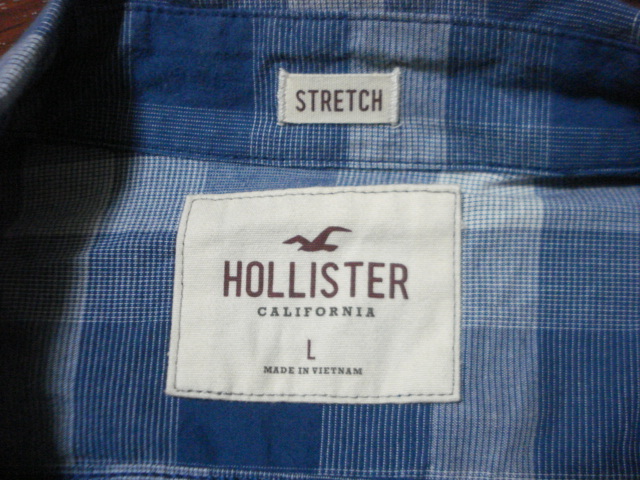 STRETCH
HOLLISTER
CALIFORNIA
L
MADE IN VIETNAM